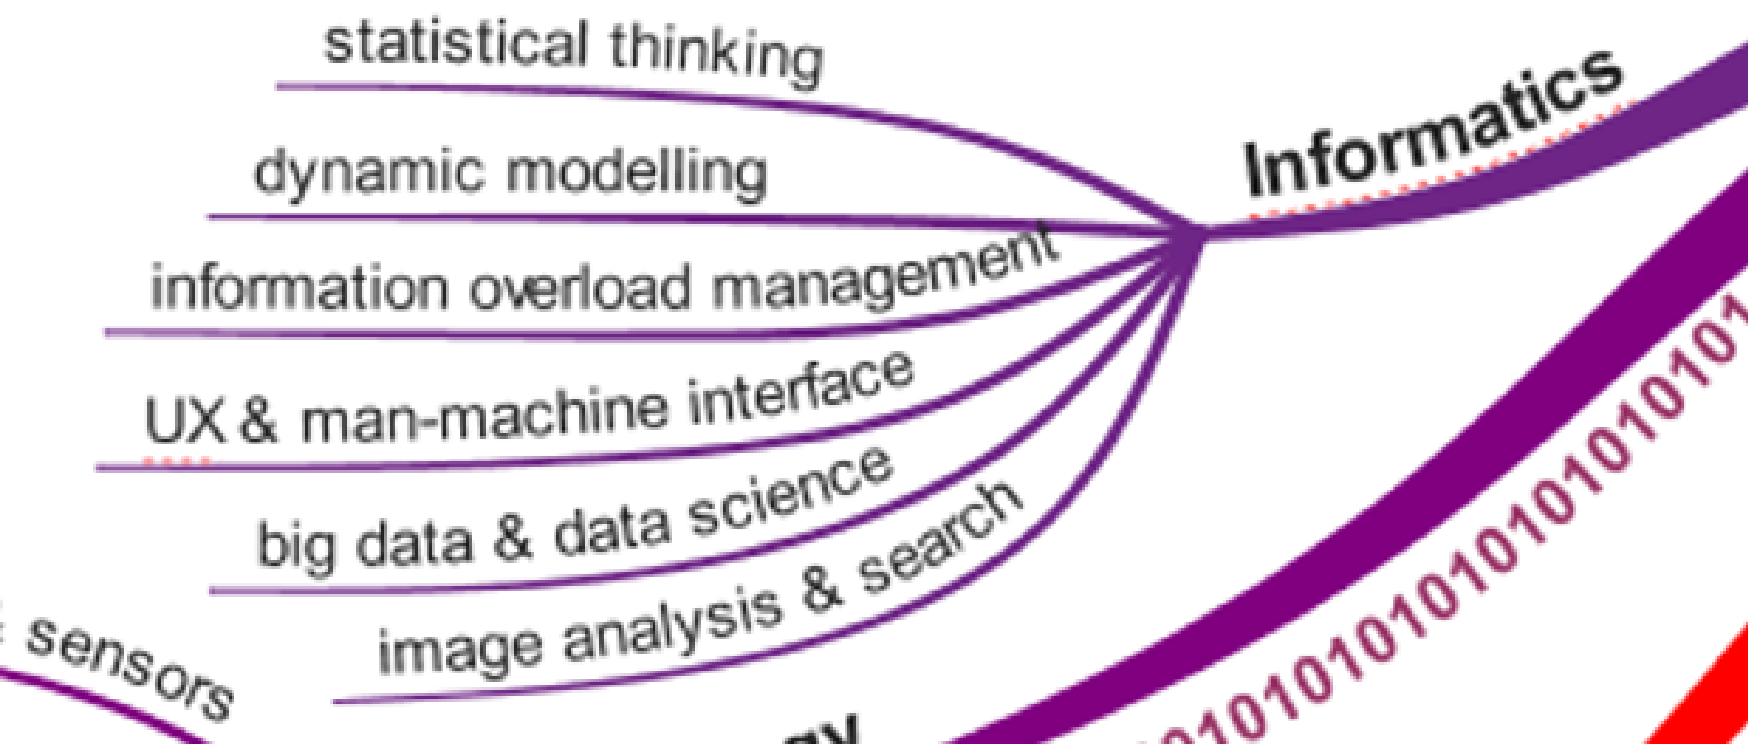 statistical thinking
Informatics
dynamic modelling
information overload management
UX & man-machine interface
big data & data science
image analysis & search
sensors